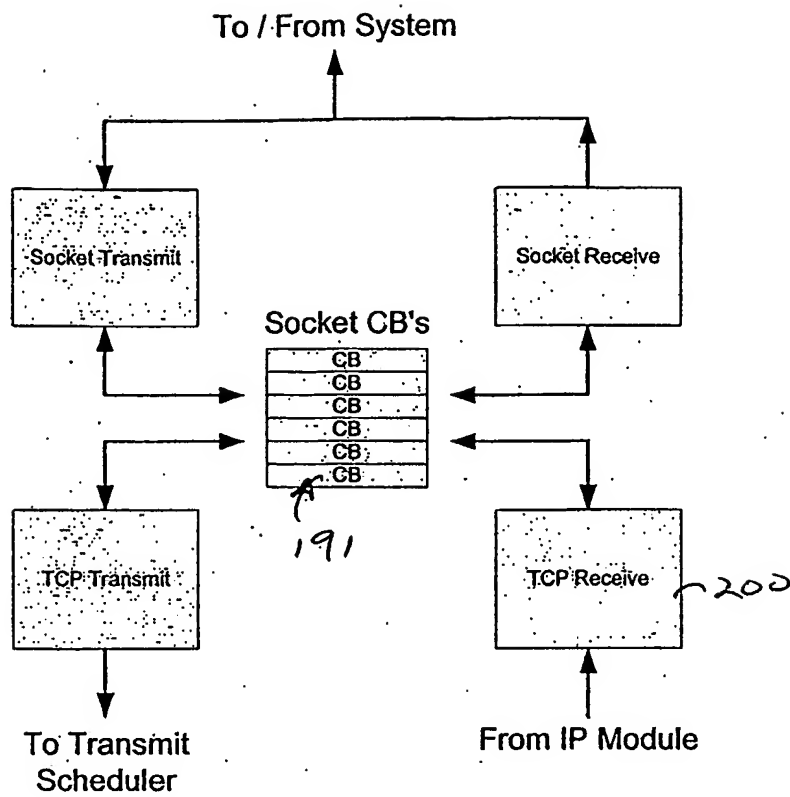 To / From System
Socket Transmit
Socket Receive
Socket CB's
CB
CB
CB
CB
CB
CB
191
TCP Transmit
TCP Receive
200
To Transmit
Scheduler
From IP Module